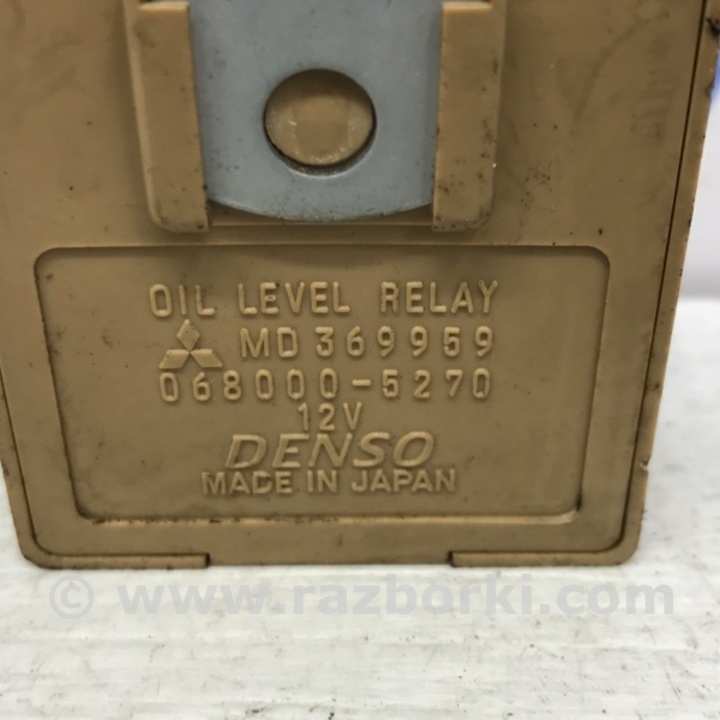 OIL LEVEL RELAY
MD369959
068000-5270
12V
DENSO
MADE IN JAPAN
© www.razborki.com